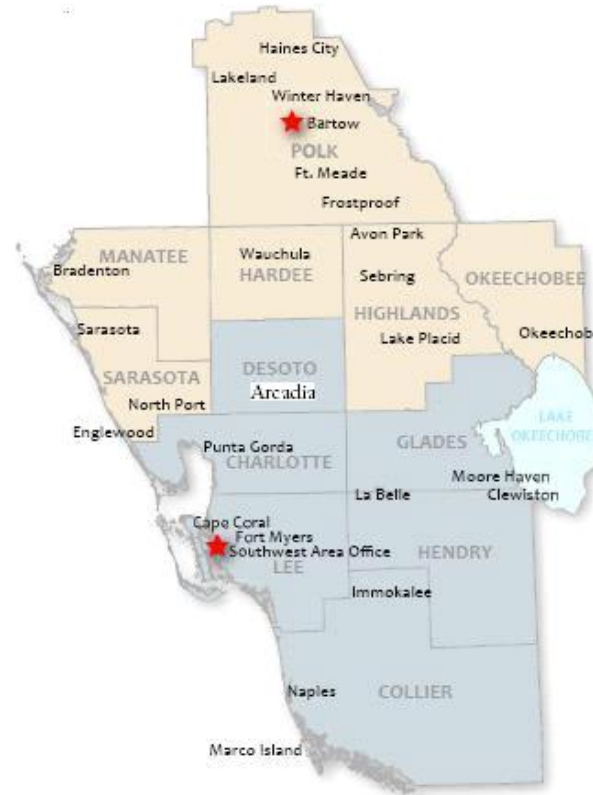 Haines City
Lakeland
Winter Haven
Bartow
POLK
Ft. Meade
Frostproof
Avon Park
MANATEE
Wauchula
Bradenton
HARDEE
Sebring
OKEECHOBEE
HIGHLANDS
Sarasota
Lake Placid
Okeechob
DESOTO
SARASOTA
Arcadia
North Port
LAKE
OKEECHOBE
Englewood
Punta Gorda
GLADES
CHARLOTTE
Moore Haven
La Belle
Clewiston
Cape Coral
Fort Myers
Southwest Area Office
HENDRY
LEE
Immokalee
Naples
COLLIER
Marco Island